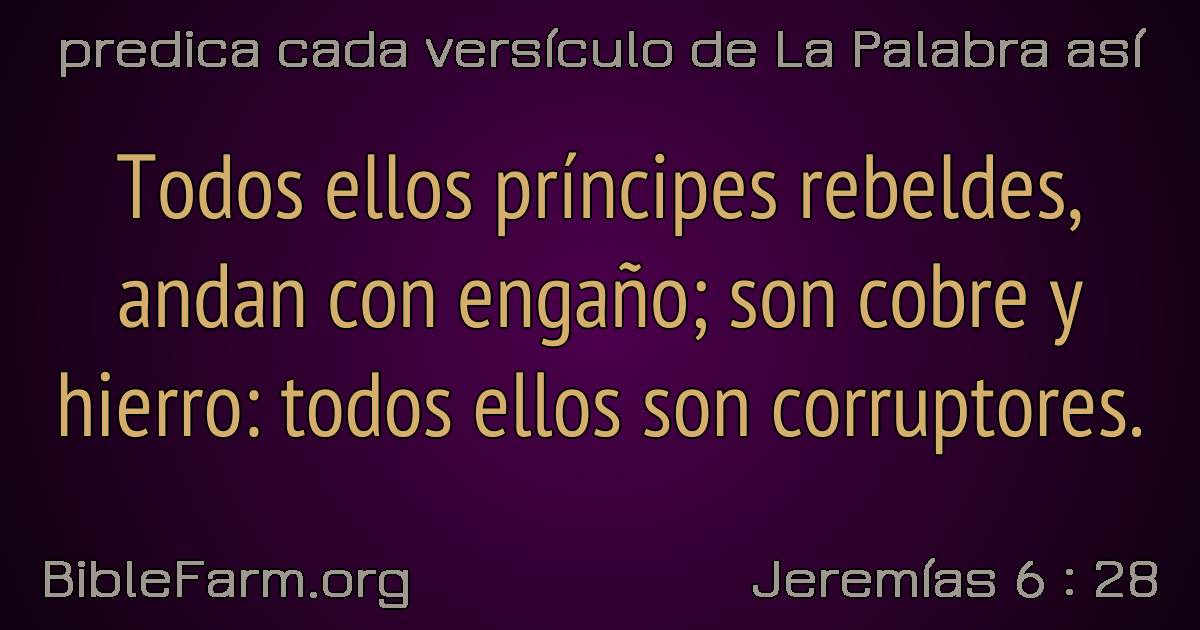 predica cada versículo de La Palabra así
Todos ellos príncipes rebeldes,
andan con engaño; son cobre y
hierro: todos ellos son corruptores.
BibleFarm.org
Jeremías 6 : 28